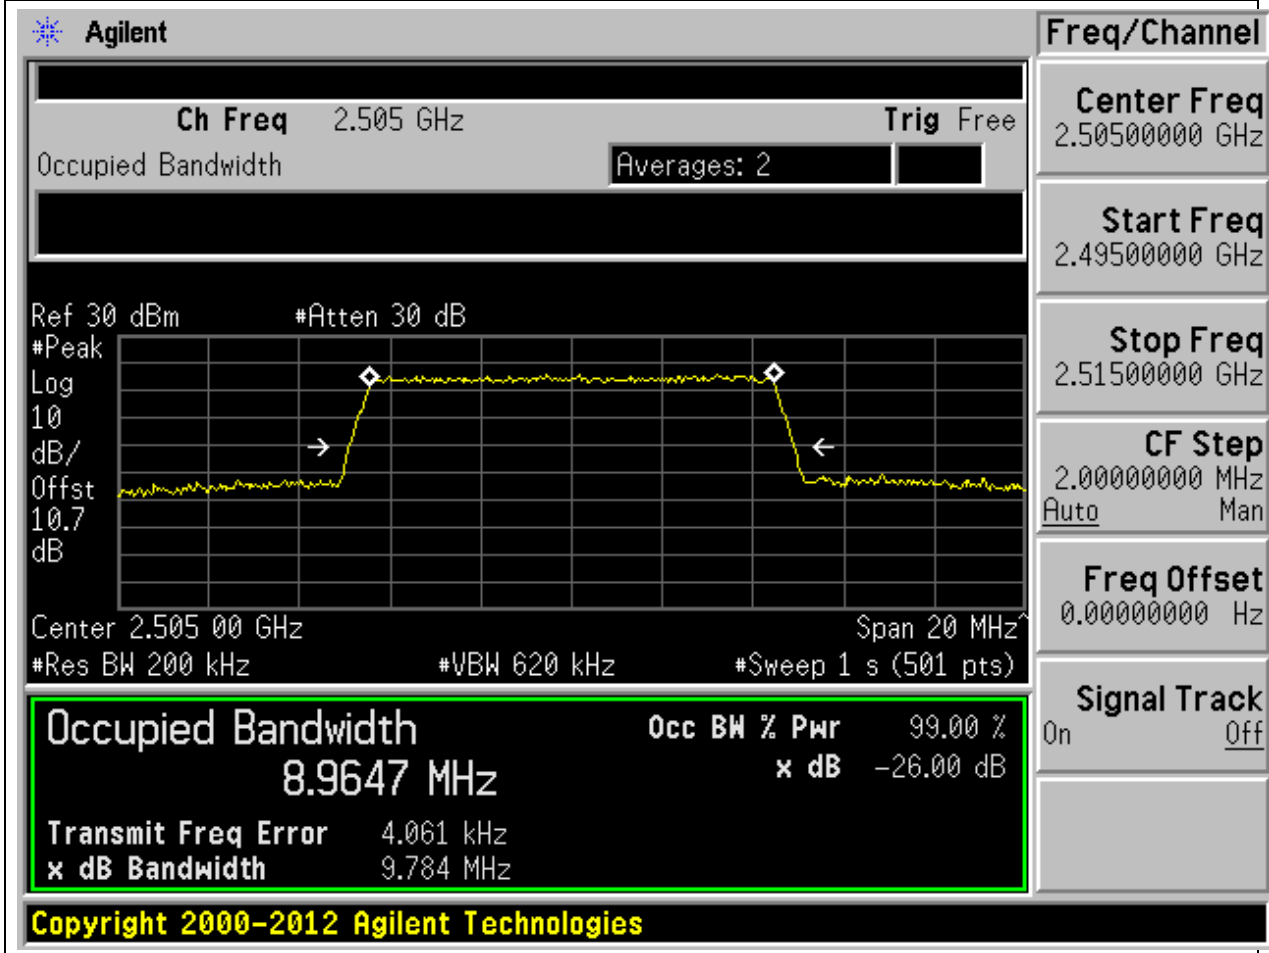 Agilent
Freq/Channel
Ch Freq 2.505 GHz Trig Free
Occupied Bandwidth Averages: 2
Ref 30 dBm #Atten 30 dB
#Peak
Log
10
dB/
Offst
10.7
dB
Center 2.505 00 GHz Span 20 MHz^
#Res BW 200 kHz #VBW 620 kHz #Sweep 1 s (501 pts)
Occupied Bandwidth Occ BW % Pwr 99.00 %
8.9647 MHz x dB -26.00 dB
Transmit Freq Error 4.061 kHz
x dB Bandwidth 9.784 MHz
Center Freq
2.50500000 GHz
Start Freq
2.49500000 GHz
Stop Freq
2.51500000 GHz
CF Step
2.00000000 MHz
Auto Man
Freq Offset
0.00000000 Hz
Signal Track
On Off
Copyright 2000-2012 Agilent Technologies